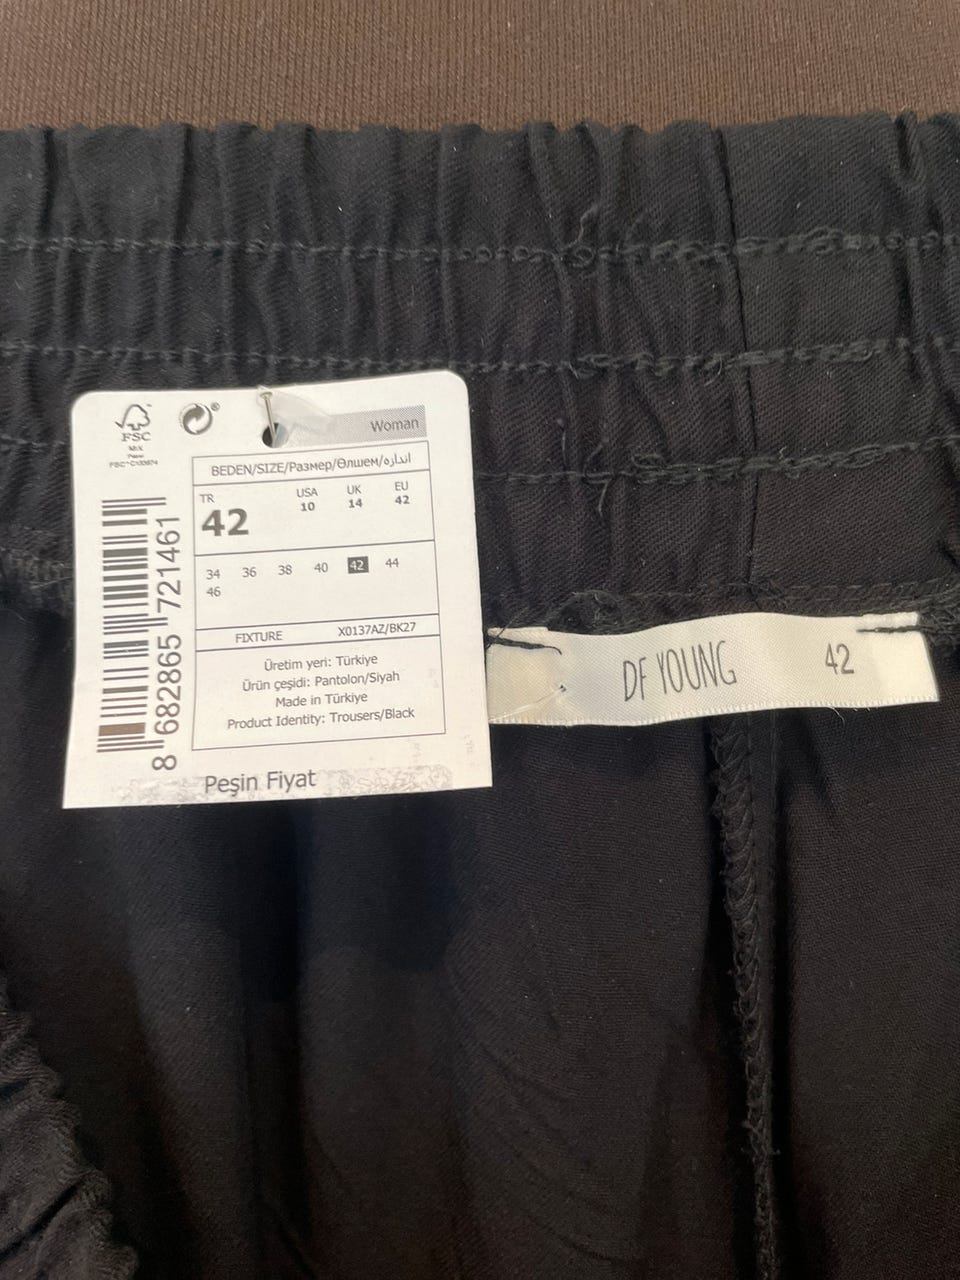 FSC
MIX
Paper
Woman
BEDEN/SIZE/Размер/Өлшем/اندازه
TR USA UK EU
42 10 14 42
34 36 38 40 42 44
46
FIXTURE X0137AZ/BK27
Üretim yeri: Türkiye
Ürün çeşidi: Pantolon/Siyah
Made in Türkiye
Product Identity: Trousers/Black
8 682865 721461
Peşin Fiyat
DF YOUNG 42